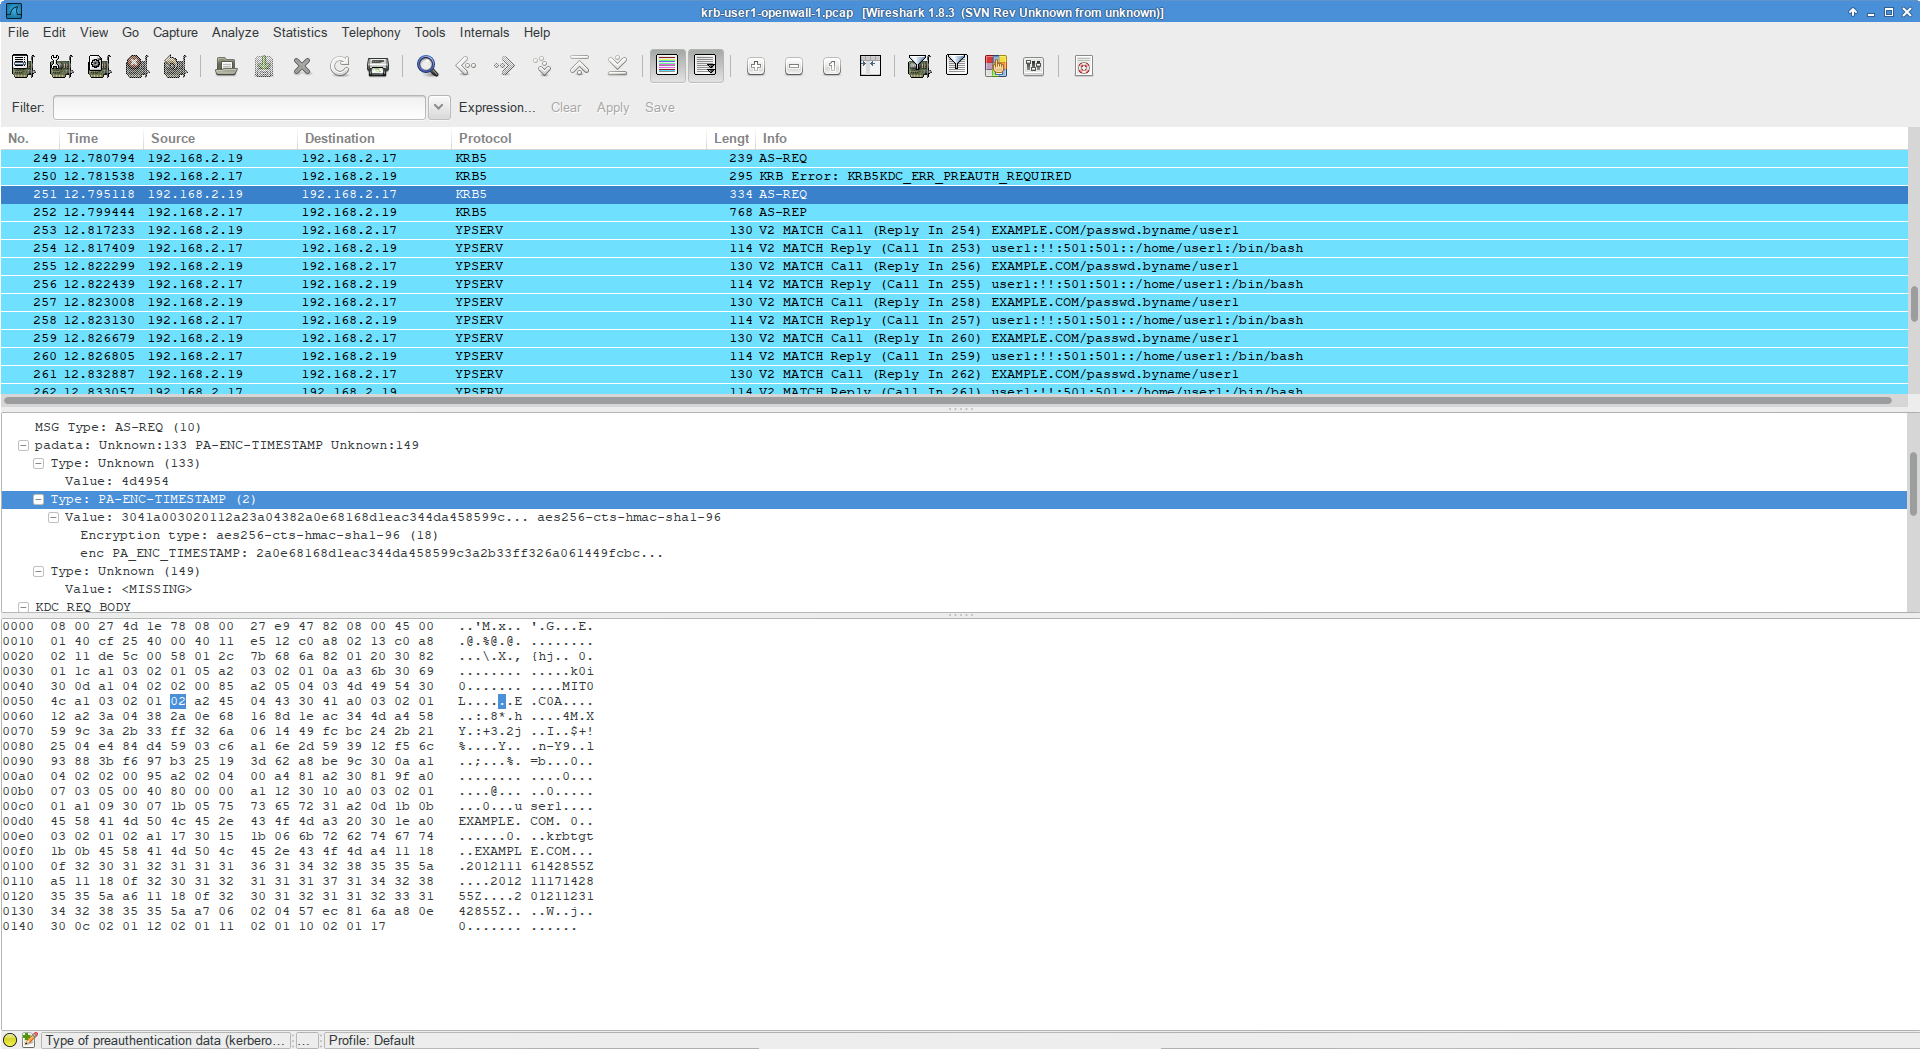 krb-user1-openwall-1.pcap   [Wireshark 1.8.3  (SVN Rev Unknown from unknown)]
File Edit View Go Capture Analyze Statistics Telephony Tools Internals Help
Filter: Expression... Clear Apply Save
No. Time Source Destination Protocol Lengt Info
249 12.780794 192.168.2.19 192.168.2.17 KRB5 239 AS-REQ
250 12.781538 192.168.2.17 192.168.2.19 KRB5 295 KRB Error: KRB5KDC_ERR_PREAUTH_REQUIRED
251 12.795118 192.168.2.19 192.168.2.17 KRB5 334 AS-REQ
252 12.799444 192.168.2.17 192.168.2.19 KRB5 768 AS-REP
253 12.817233 192.168.2.19 192.168.2.17 YPSERV 130 V2 MATCH Call (Reply In 254) EXAMPLE.COM/passwd.byname/user1
254 12.817409 192.168.2.17 192.168.2.19 YPSERV 114 V2 MATCH Reply (Call In 253) user1:!!:501:501::/home/user1:/bin/bash
255 12.822299 192.168.2.19 192.168.2.17 YPSERV 130 V2 MATCH Call (Reply In 256) EXAMPLE.COM/passwd.byname/user1
256 12.822439 192.168.2.17 192.168.2.19 YPSERV 114 V2 MATCH Reply (Call In 255) user1:!!:501:501::/home/user1:/bin/bash
257 12.823008 192.168.2.19 192.168.2.17 YPSERV 130 V2 MATCH Call (Reply In 258) EXAMPLE.COM/passwd.byname/user1
258 12.823130 192.168.2.17 192.168.2.19 YPSERV 114 V2 MATCH Reply (Call In 257) user1:!!:501:501::/home/user1:/bin/bash
259 12.826679 192.168.2.19 192.168.2.17 YPSERV 130 V2 MATCH Call (Reply In 260) EXAMPLE.COM/passwd.byname/user1
260 12.826805 192.168.2.17 192.168.2.19 YPSERV 114 V2 MATCH Reply (Call In 259) user1:!!:501:501::/home/user1:/bin/bash
261 12.832887 192.168.2.19 192.168.2.17 YPSERV 130 V2 MATCH Call (Reply In 262) EXAMPLE.COM/passwd.byname/user1
262 12.833057 192.168.2.17 192.168.2.19 YPSERV 114 V2 MATCH Reply (Call In 261) user1:!!:501:501::/home/user1:/bin/bash
MSG Type: AS-REQ (10)
padata: Unknown:133 PA-ENC-TIMESTAMP Unknown:149
Type: Unknown (133)
Value: 4d4954
Type: PA-ENC-TIMESTAMP (2)
Value: 3041a003020112a23a04382a0e68168d1eac344da458599c... aes256-cts-hmac-sha1-96
Encryption type: aes256-cts-hmac-sha1-96 (18)
enc PA_ENC_TIMESTAMP: 2a0e68168d1eac344da458599c3a2b33ff326a061449fcbc...
Type: Unknown (149)
Value: <MISSING>
KDC_REQ_BODY
0000 08 00 27 4d 1e 78 08 00 27 e9 47 82 08 00 45 00 ..'M.x.. '.G...E.
0010 01 40 cf 25 40 00 40 11 e5 12 c0 a8 02 13 c0 a8 .@.%@.@. ........
0020 02 11 de 5c 00 58 01 2c 7b 68 6a 82 01 20 30 82 ...\.X., {hj.. 0.
0030 01 1c a1 03 02 01 05 a2 03 02 01 0a a3 6b 30 69 ........ .....k0i
0040 30 0d a1 04 02 02 00 85 a2 05 04 03 4d 49 54 30 0....... ....MIT0
0050 4c a1 03 02 01 02 a2 45 04 43 30 41 a0 03 02 01 L......E .C0A....
0060 12 a2 3a 04 38 2a 0e 68 16 8d 1e ac 34 4d a4 58 ..:.8*.h ....4M.X
0070 59 9c 3a 2b 33 ff 32 6a 06 14 49 fc bc 24 2b 21 Y.:+3.2j ..I..$+!
0080 25 04 e4 84 d4 59 03 c6 a1 6e 2d 59 39 12 f5 6c %....Y.. .n-Y9..l
0090 93 88 3b f6 97 b3 25 19 3d 62 a8 be 9c 30 0a a1 ..;...%. =b...0..
00a0 04 02 02 00 95 a2 02 04 00 a4 81 a2 30 81 9f a0 ........ ....0...
00b0 07 03 05 00 40 80 00 00 a1 12 30 10 a0 03 02 01 ....@... ..0.....
00c0 01 a1 09 30 07 1b 05 75 73 65 72 31 a2 0d 1b 0b ...0...u ser1....
00d0 45 58 41 4d 50 4c 45 2e 43 4f 4d a3 20 30 1e a0 EXAMPLE. COM. 0..
00e0 03 02 01 02 a1 17 30 15 1b 06 6b 72 62 74 67 74 ......0. ..krbtgt
00f0 1b 0b 45 58 41 4d 50 4c 45 2e 43 4f 4d a4 11 18 ..EXAMPL E.COM...
0100 0f 32 30 31 32 31 31 31 36 31 34 32 38 35 35 5a .2012111 6142855Z
0110 a5 11 18 0f 32 30 31 32 31 31 31 37 31 34 32 38 ....2012 11171428
0120 35 35 5a a6 11 18 0f 32 30 31 32 31 31 32 33 31 55Z....2 01211231
0130 34 32 38 35 35 5a a7 06 02 04 57 ec 81 6a a8 0e 42855Z.. ..W..j..
0140 30 0c 02 01 12 02 01 11 02 01 10 02 01 17 0....... ......
Type of preauthentication data (kerbero... ... Profile: Default